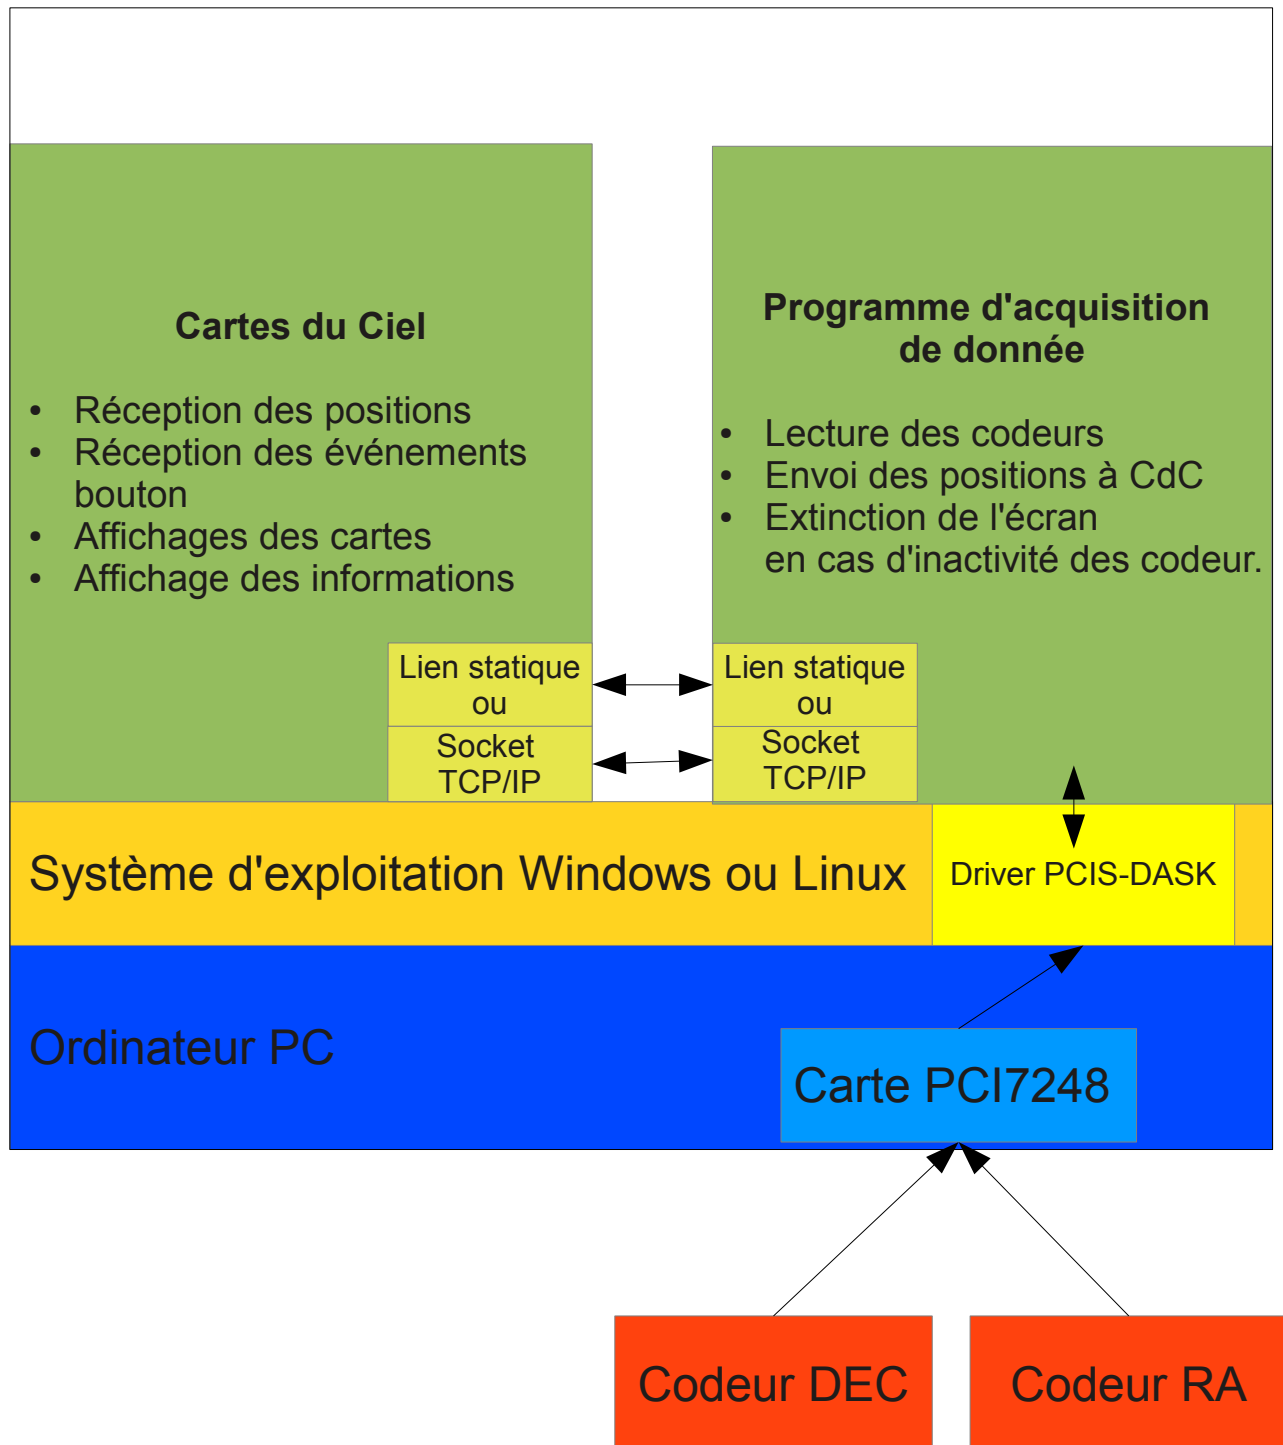 Cartes du Ciel
• Réception des positions
• Réception des événements
bouton
• Affichages des cartes
• Affichage des informations
Programme d'acquisition
de donnée
• Lecture des codeurs
• Envoi des positions à CdC
• Extinction de l'écran
en cas d'inactivité des codeur.
Lien statique
ou
Socket
TCP/IP
Lien statique
ou
Socket
TCP/IP
Système d'exploitation Windows ou Linux
Driver PCIS-DASK
Ordinateur PC
Carte PCI7248
Codeur DEC
Codeur RA